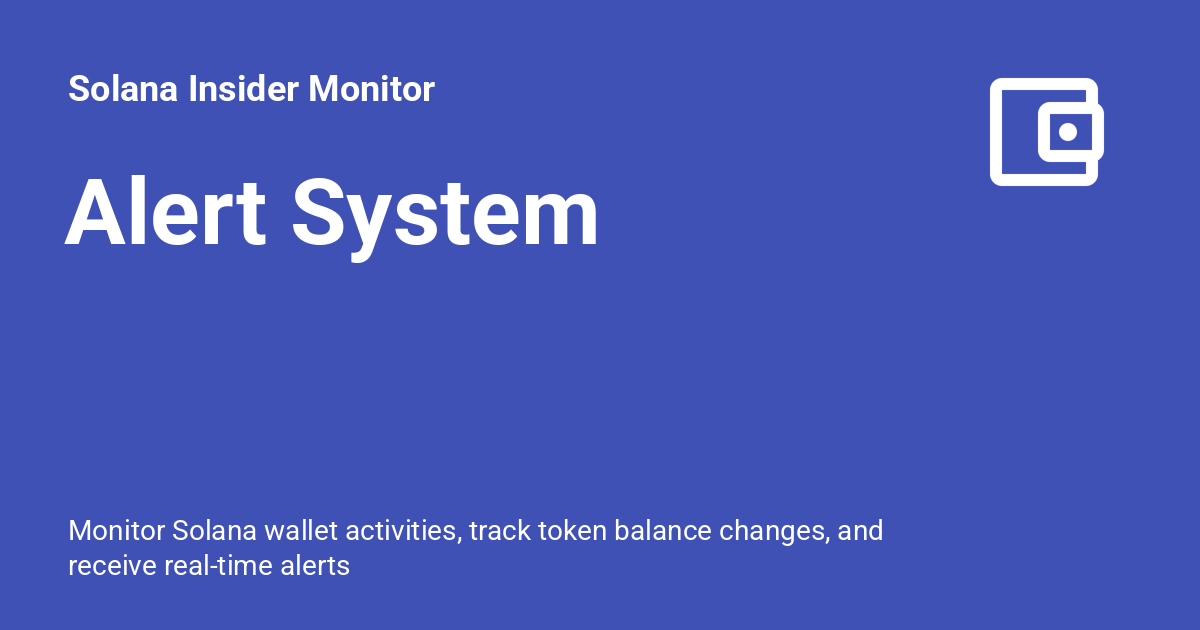 Solana Insider Monitor
Alert System
Monitor Solana wallet activities, track token balance changes, and
receive real-time alerts